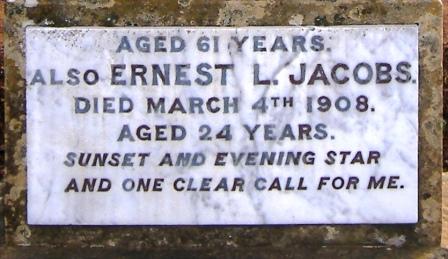 AGED 61 YEARS.
ALSO ERNEST L. JACOBS.
DIED MARCH 4TH 1908.
AGED 24 YEARS.
SUNSET AND EVENING STAR
AND ONE CLEAR CALL FOR ME.